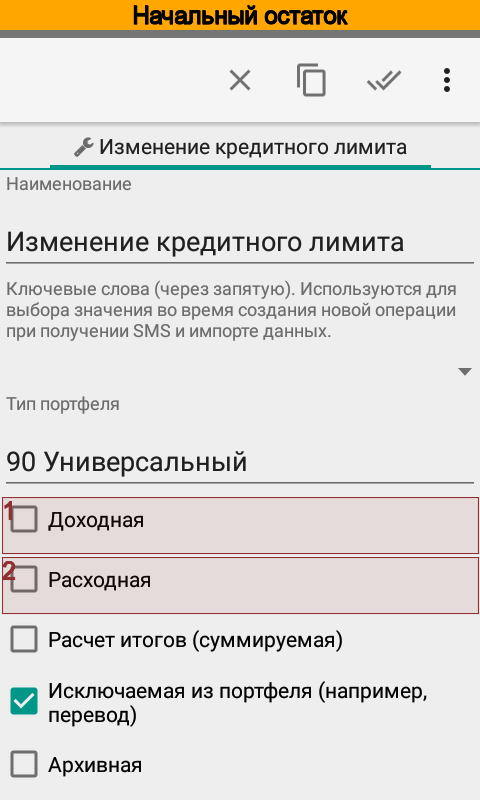 Начальный остаток
Изменение кредитного лимита
Наименование
Изменение кредитного лимита
Ключевые слова (через запятую). Используются для
выбора значения во время создания новой операции
при получении SMS и импорте данных.
Тип портфеля
90 Универсальный
1
Доходная
2
Расходная
Расчет итогов (суммируемая)
Исключаемая из портфеля (например,
перевод)
Архивная